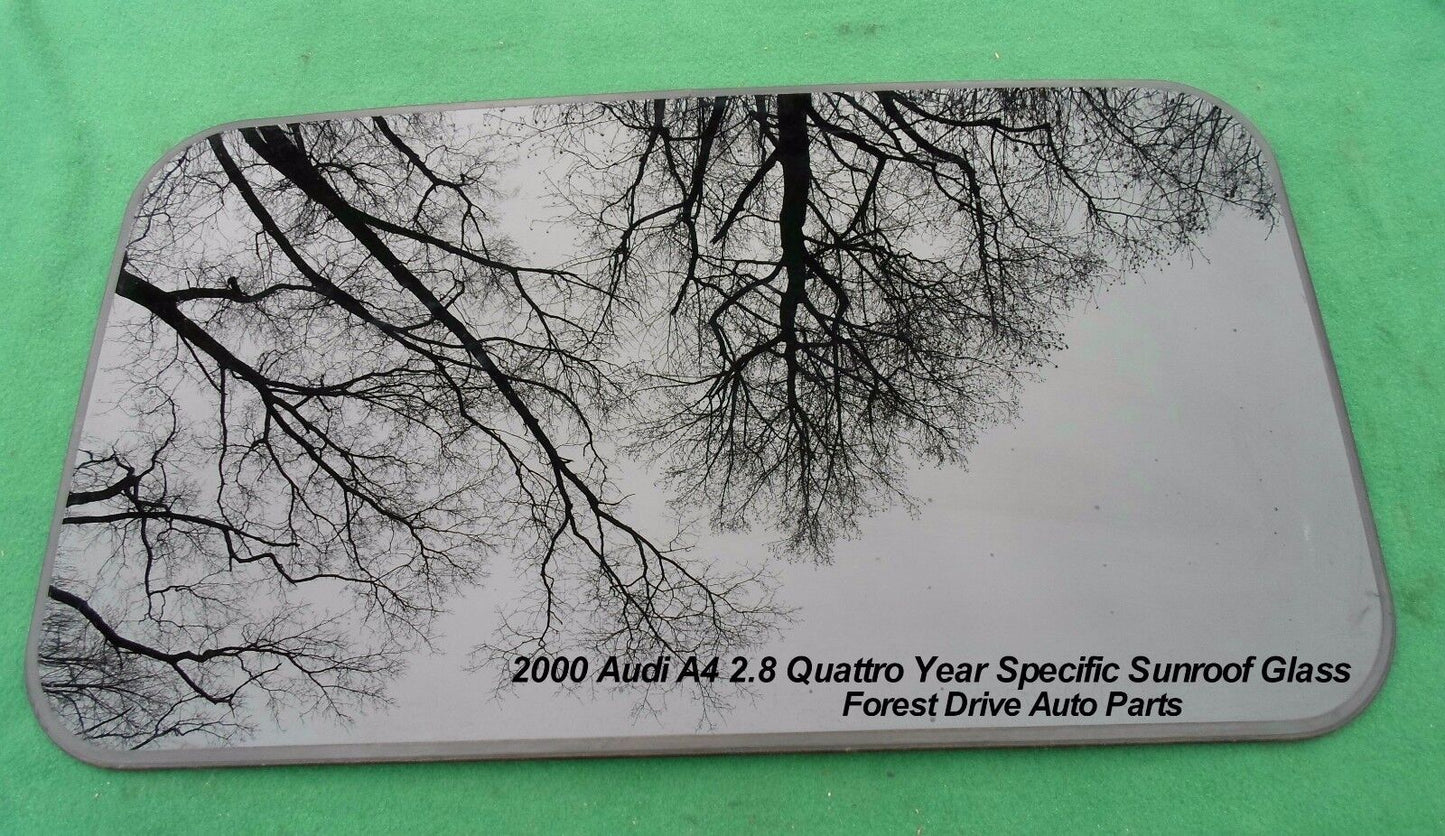 2000 Audi A4 2.8 Quattro Year Specific Sunroof Glass
Forest Drive Auto Parts